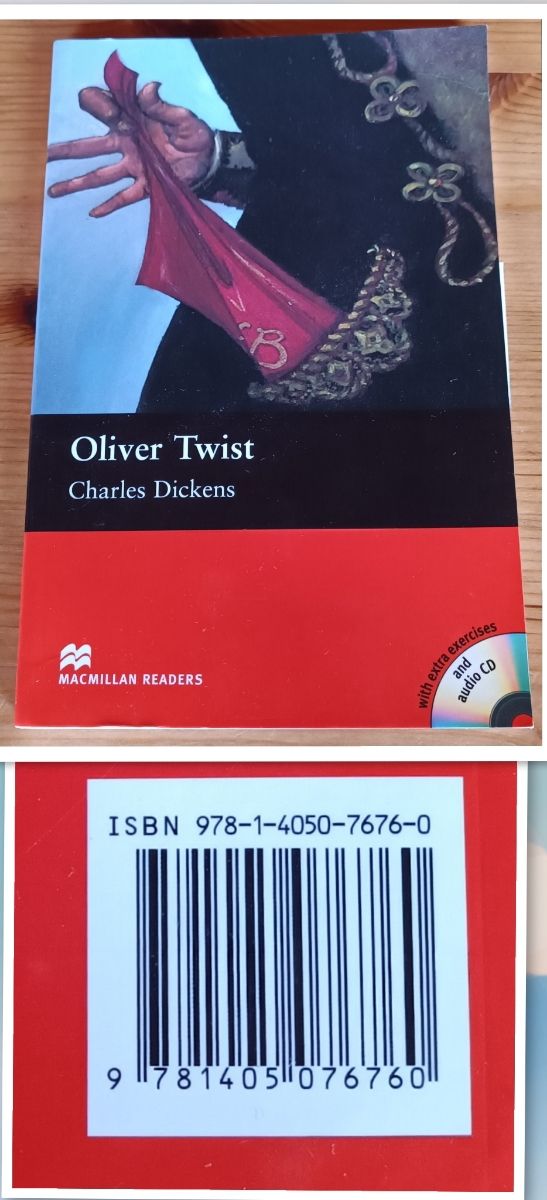 CB
Oliver Twist
Charles Dickens
MACMILLAN READERS
with extra exercises
and
audio CD
ISBN 978-1-4050-7676-0
9 781405 076760